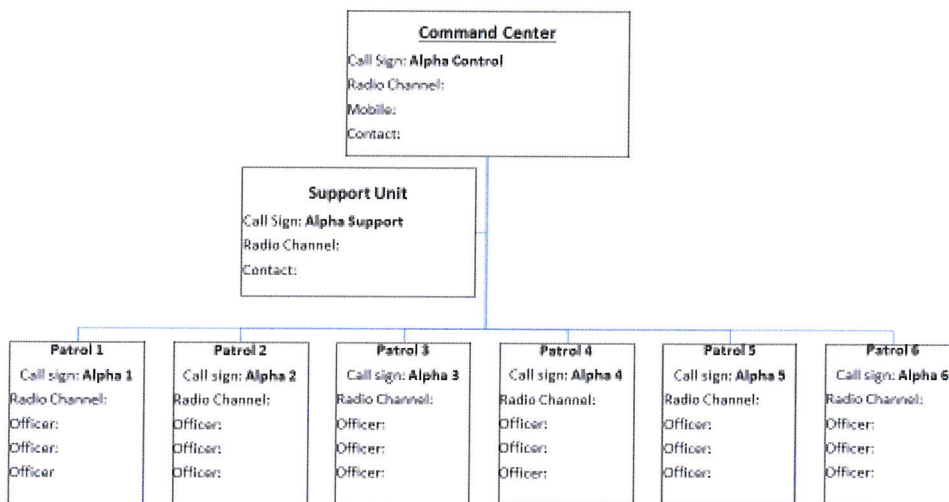 Command Center
Call Sign: Alpha Control
Radio Channel:
Mobile:
Contact:
Support Unit
Call Sign: Alpha Support
Radio Channel:
Contact:
Patrol 1
Call sign: Alpha 1
Radio Channel:
Officer:
Officer:
Officer
Patrol 2
Call sign: Alpha 2
Radio Channel:
Officer:
Officer:
Officer:
Patrol 3
Call sign: Alpha 3
Radio Channel:
Officer:
Officer:
Officer:
Patrol 4
Call sign: Alpha 4
Radio Channel:
Officer:
Officer:
Officer:
Patrol 5
Call sign: Alpha 5
Radio Channel:
Officer:
Officer:
Officer:
Patrol 6
Call sign: Alpha 6
Radio Channel:
Officer:
Officer:
Officer: